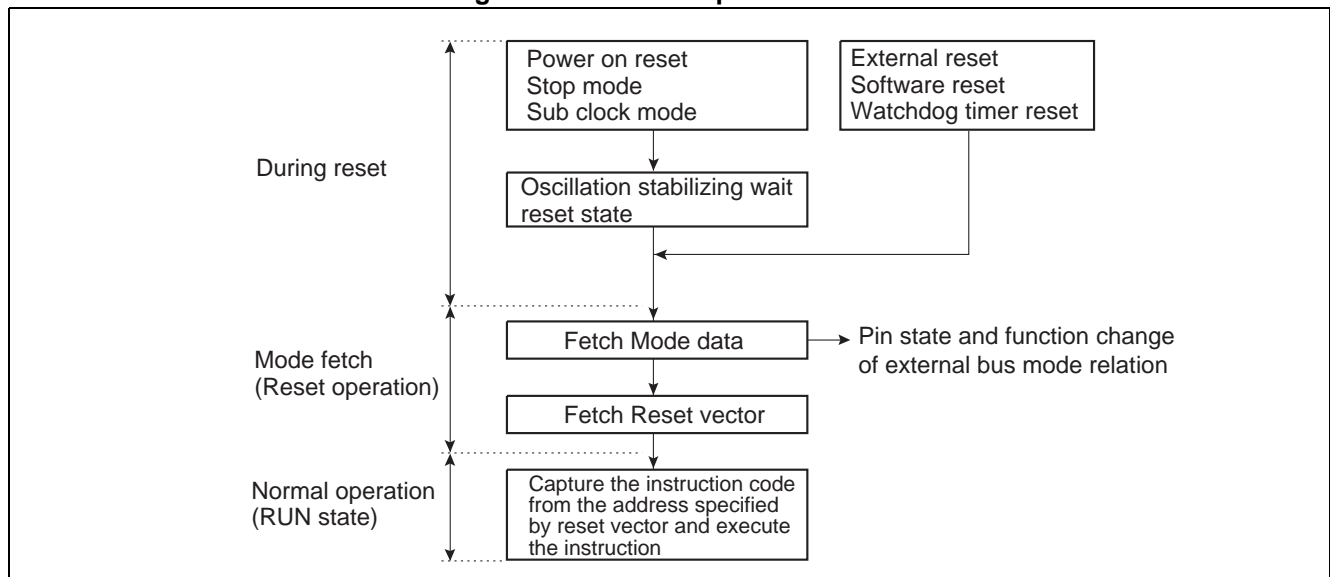 Power on reset
Stop mode
Sub clock mode
External reset
Software reset
Watchdog timer reset
During reset
Oscillation stabilizing wait
reset state
Mode fetch
(Reset operation)
Fetch Mode data
Pin state and function change
of external bus mode relation
Fetch Reset vector
Normal operation
(RUN state)
Capture the instruction code
from the address specified
by reset vector and execute
the instruction